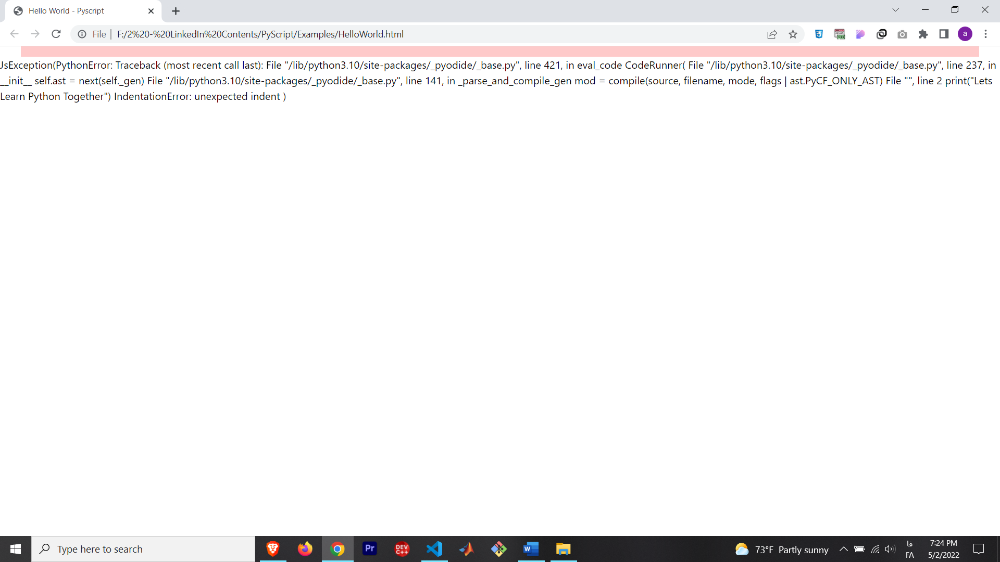 Hello World - Pyscript
File | F:/2%20-%20LinkedIn%20Contents/PyScript/Examples/HelloWorld.html
a
JsException(PythonError: Traceback (most recent call last): File "/lib/python3.10/site-packages/_pyodide/_base.py", line 421, in eval_code CodeRunner( File "/lib/python3.10/site-packages/_pyodide/_base.py", line 237, in
__init__ self.ast = next(self._gen) File "/lib/python3.10/site-packages/_pyodide/_base.py", line 141, in _parse_and_compile_gen mod = compile(source, filename, mode, flags | ast.PyCF_ONLY_AST) File "", line 2 print("Lets
Learn Python Together") IndentationError: unexpected indent )
Type here to search
Pr
DEV
C++
W
73°F Partly sunny
فا
FA
7:24 PM
5/2/2022